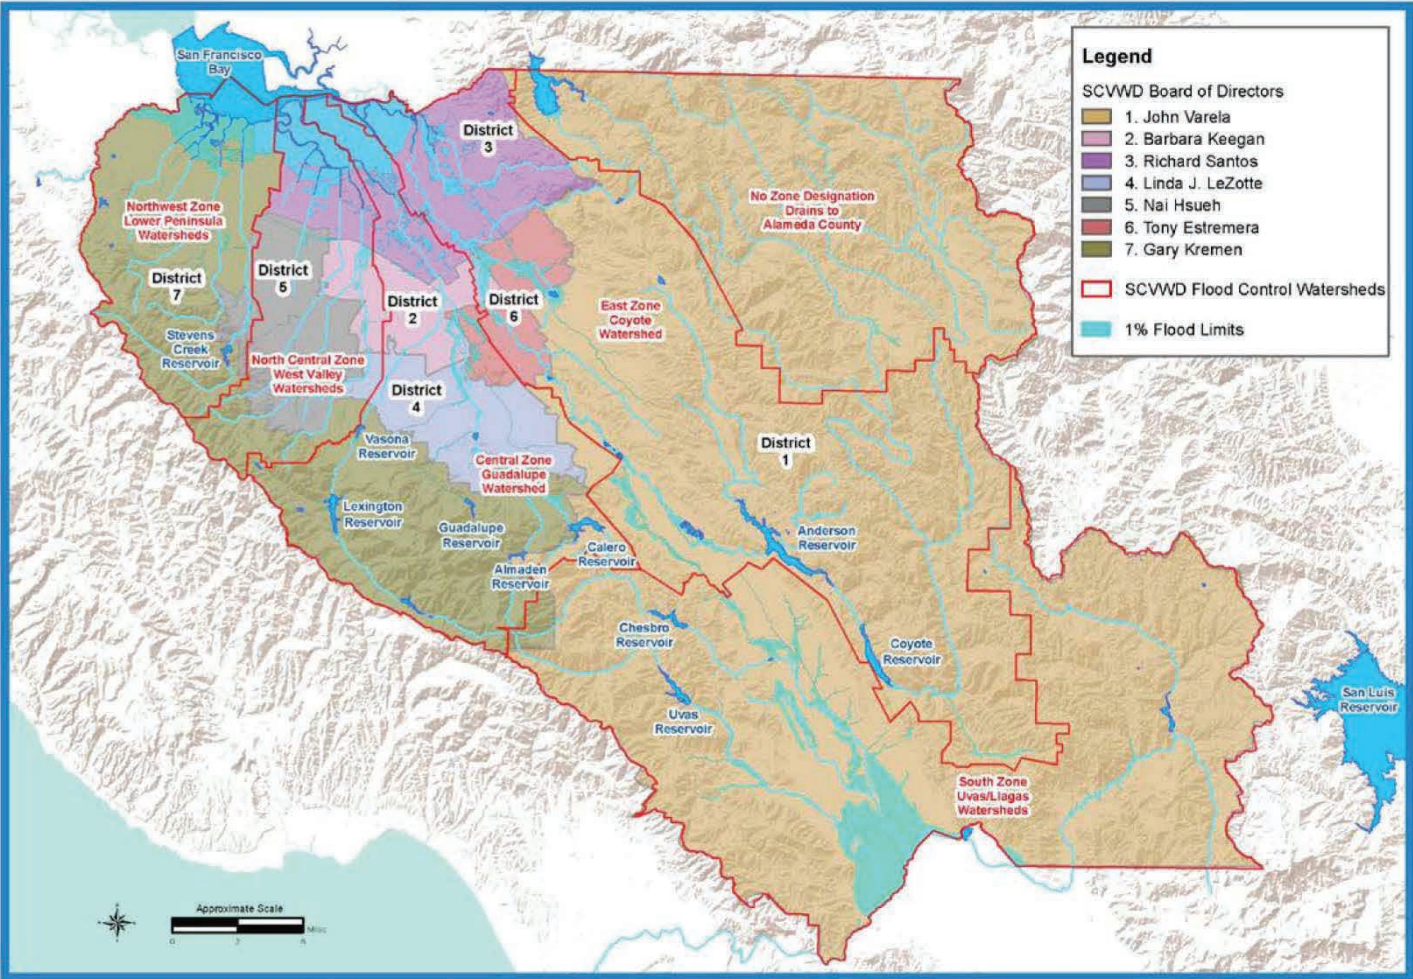 San Francisco
Bay
Legend
SCVWD Board of Directors
1. John Varela
2. Barbara Keegan
3. Richard Santos
4. Linda J. LeZotte
5. Nai Hsueh
6. Tony Estremera
7. Gary Kremen
SCVWD Flood Control Watersheds
1% Flood Limits
District
3
No Zone Designation
Drains to
Alameda County
Northwest Zone
Lower Peninsula
Watersheds
District
7
District
5
District
2
District
6
East Zone
Coyote
Watershed
Stevens
Creek
Reservoir
North Central Zone
West Valley
Watersheds
District
4
Vasona
Reservoir
District
1
Central Zone
Guadalupe
Watershed
Lexington
Reservoir
Guadalupe
Reservoir
Anderson
Reservoir
Calero
Reservoir
Almaden
Reservoir
Chesbro
Reservoir
Coyote
Reservoir
Uvas
Reservoir
San Luis
Reservoir
South Zone
Uvas/Llagas
Watersheds
Approximate Scale
Miles
0